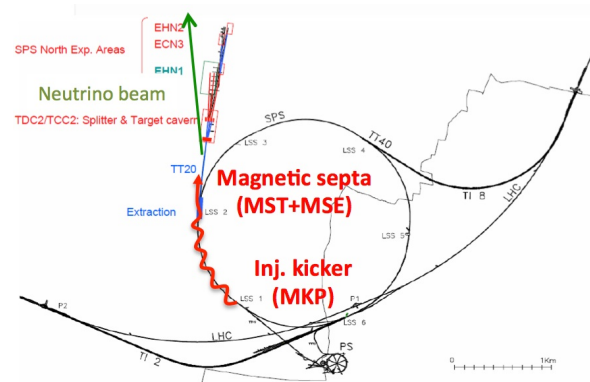 EHN2
SPS North Exp. Areas
ECN3
EHN1
Neutrino beam
TDC2/TCC2: Splitter & Target cavern
SPS
LSS 3
LSS 4
TT40
TT20
Magnetic septa
(MST+MSE)
TI 8
LHC
Extraction
LSS 2
LSS 5
Inj. kicker
(MKP)
LSS 1
P1
P2
LSS 6
LHC
PS
TI 2
0
1Km